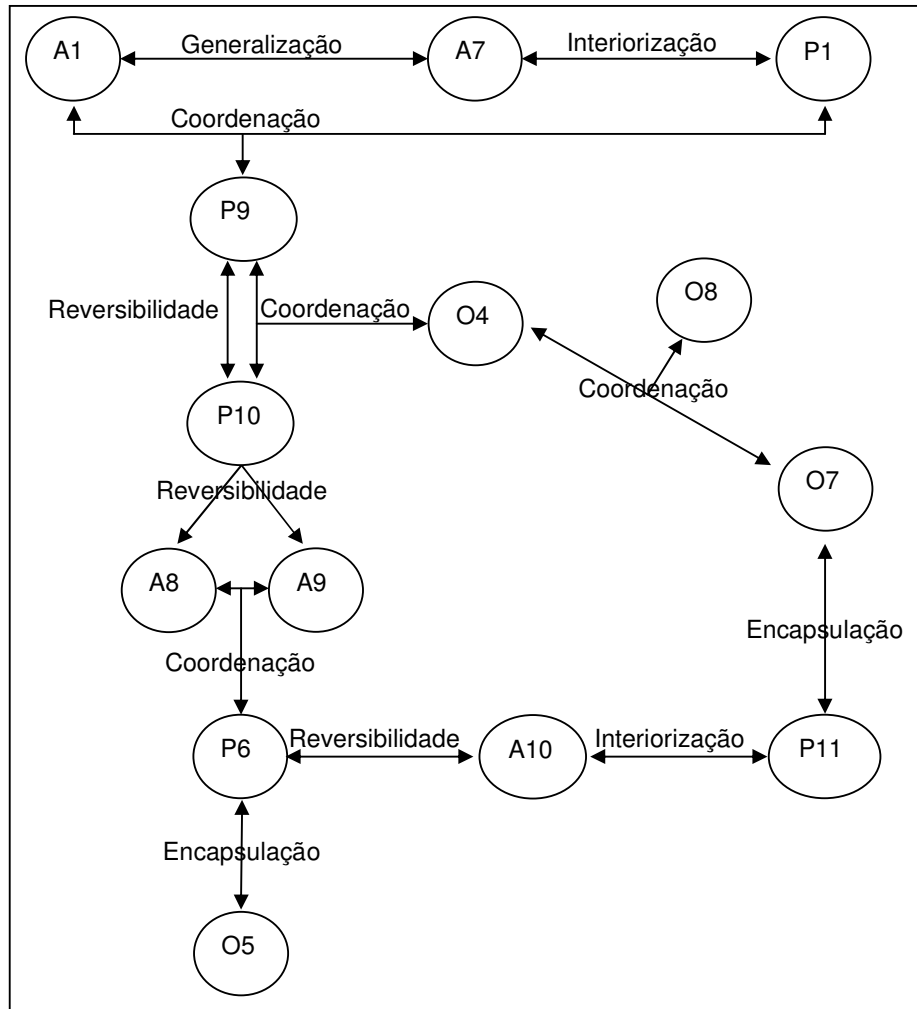 A1 Generalização A7 Interiorização P1
Coordenação
P9
Reversibilidade Coordenação O4 O8
Coordenação
P10
O7
Reversibilidade
A8 A9
Encapsulação
Coordenação
P6 Reversibilidade A10 Interiorização P11
Encapsulação
O5